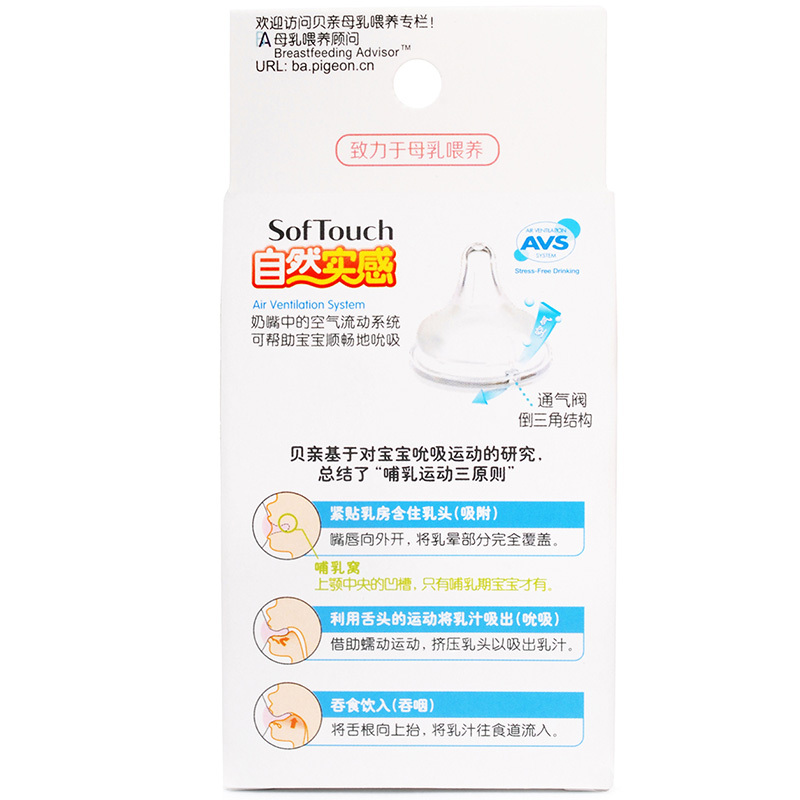 欢迎访问贝亲母乳喂养专栏!
A 母乳喂养顾问
Breastfeeding Advisor™
URL: ba.pigeon.cn
致力于母乳喂养
SofTouch
自然实感
Air Ventilation System
奶嘴中的空气流动系统
可帮助宝宝顺畅地吮吸
AIR VENTILATION
AVS
SYSTEM
Stress-Free Drinking
空气
通气阀
倒三角结构
贝亲基于对宝宝吮吸运动的研究,
总结了“哺乳运动三原则”
紧贴乳房含住乳头(吸附)
嘴唇向外开, 将乳晕部分完全覆盖。
哺乳窝
上颚中央的凹槽, 只有哺乳期宝宝才有。
利用舌头的运动将乳汁吸出(吮吸)
借助蠕动运动, 挤压乳头以吸出乳汁。
吞食饮入(吞咽)
将舌根向上抬, 将乳汁往食道流入。